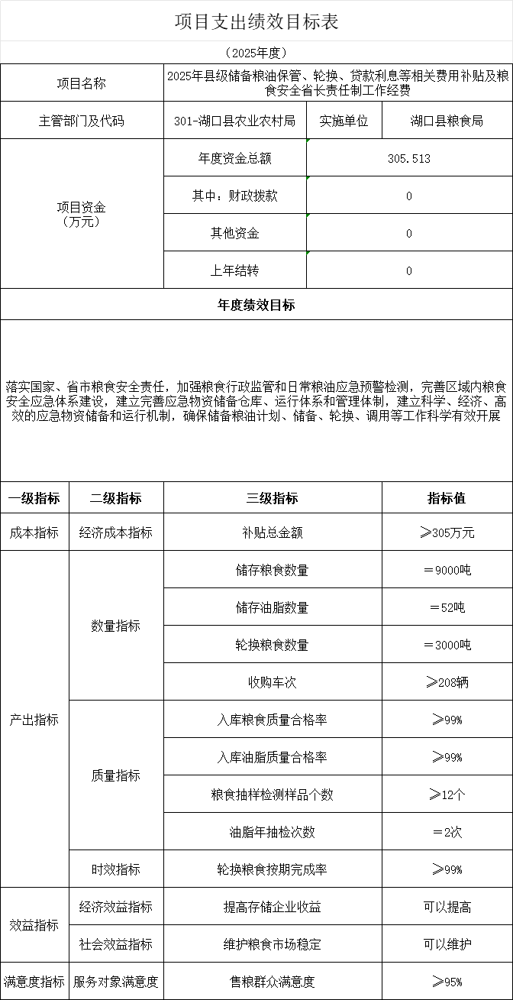 项目支出绩效目标表
（2025年度）
项目名称
2025年县级储备粮油保管、轮换、贷款利息等相关费用补贴及粮
食安全省长责任制工作经费
主管部门及代码
301-湖口县农业农村局
实施单位
湖口县粮食局
项目资金
（万元）
年度资金总额
305.513
其中：财政拨款
0
其他资金
0
上年结转
0
年度绩效目标
落实国家、省市粮食安全责任，加强粮食行政监管和日常粮油应急预警检测，完善区域内粮食
安全应急体系建设，建立完善应急物资储备仓库、运行体系和管理体制，建立科学、经济、高
效的应急物资储备和运行机制，确保储备粮油计划、储备、轮换、调用等工作科学有效开展
一级指标
二级指标
三级指标
指标值
成本指标
经济成本指标
补贴总金额
≥305万元
产出指标
数量指标
储存粮食数量
＝9000吨
储存油脂数量
＝52吨
轮换粮食数量
＝3000吨
收购车次
≥208辆
质量指标
入库粮食质量合格率
≥99%
入库油脂质量合格率
≥99%
粮食抽样检测样品个数
≥12个
油脂年抽检次数
＝2次
时效指标
轮换粮食按期完成率
≥99%
效益指标
经济效益指标
提高存储企业收益
可以提高
社会效益指标
维护粮食市场稳定
可以维护
满意度指标
服务对象满意度
售粮群众满意度
≥95%